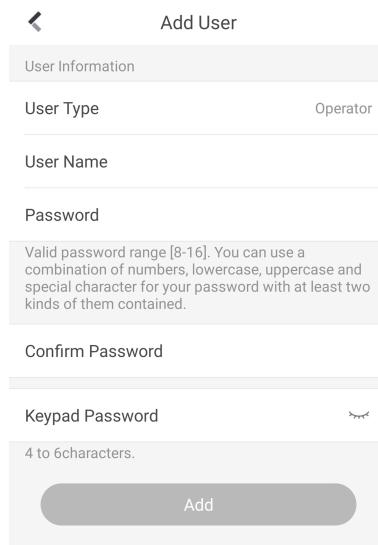 Add User
User Information
User Type Operator
User Name
Password
Valid password range [8-16]. You can use a
combination of numbers, lowercase, uppercase and
special character for your password with at least two
kinds of them contained.
Confirm Password
Keypad Password
4 to 6characters.
Add